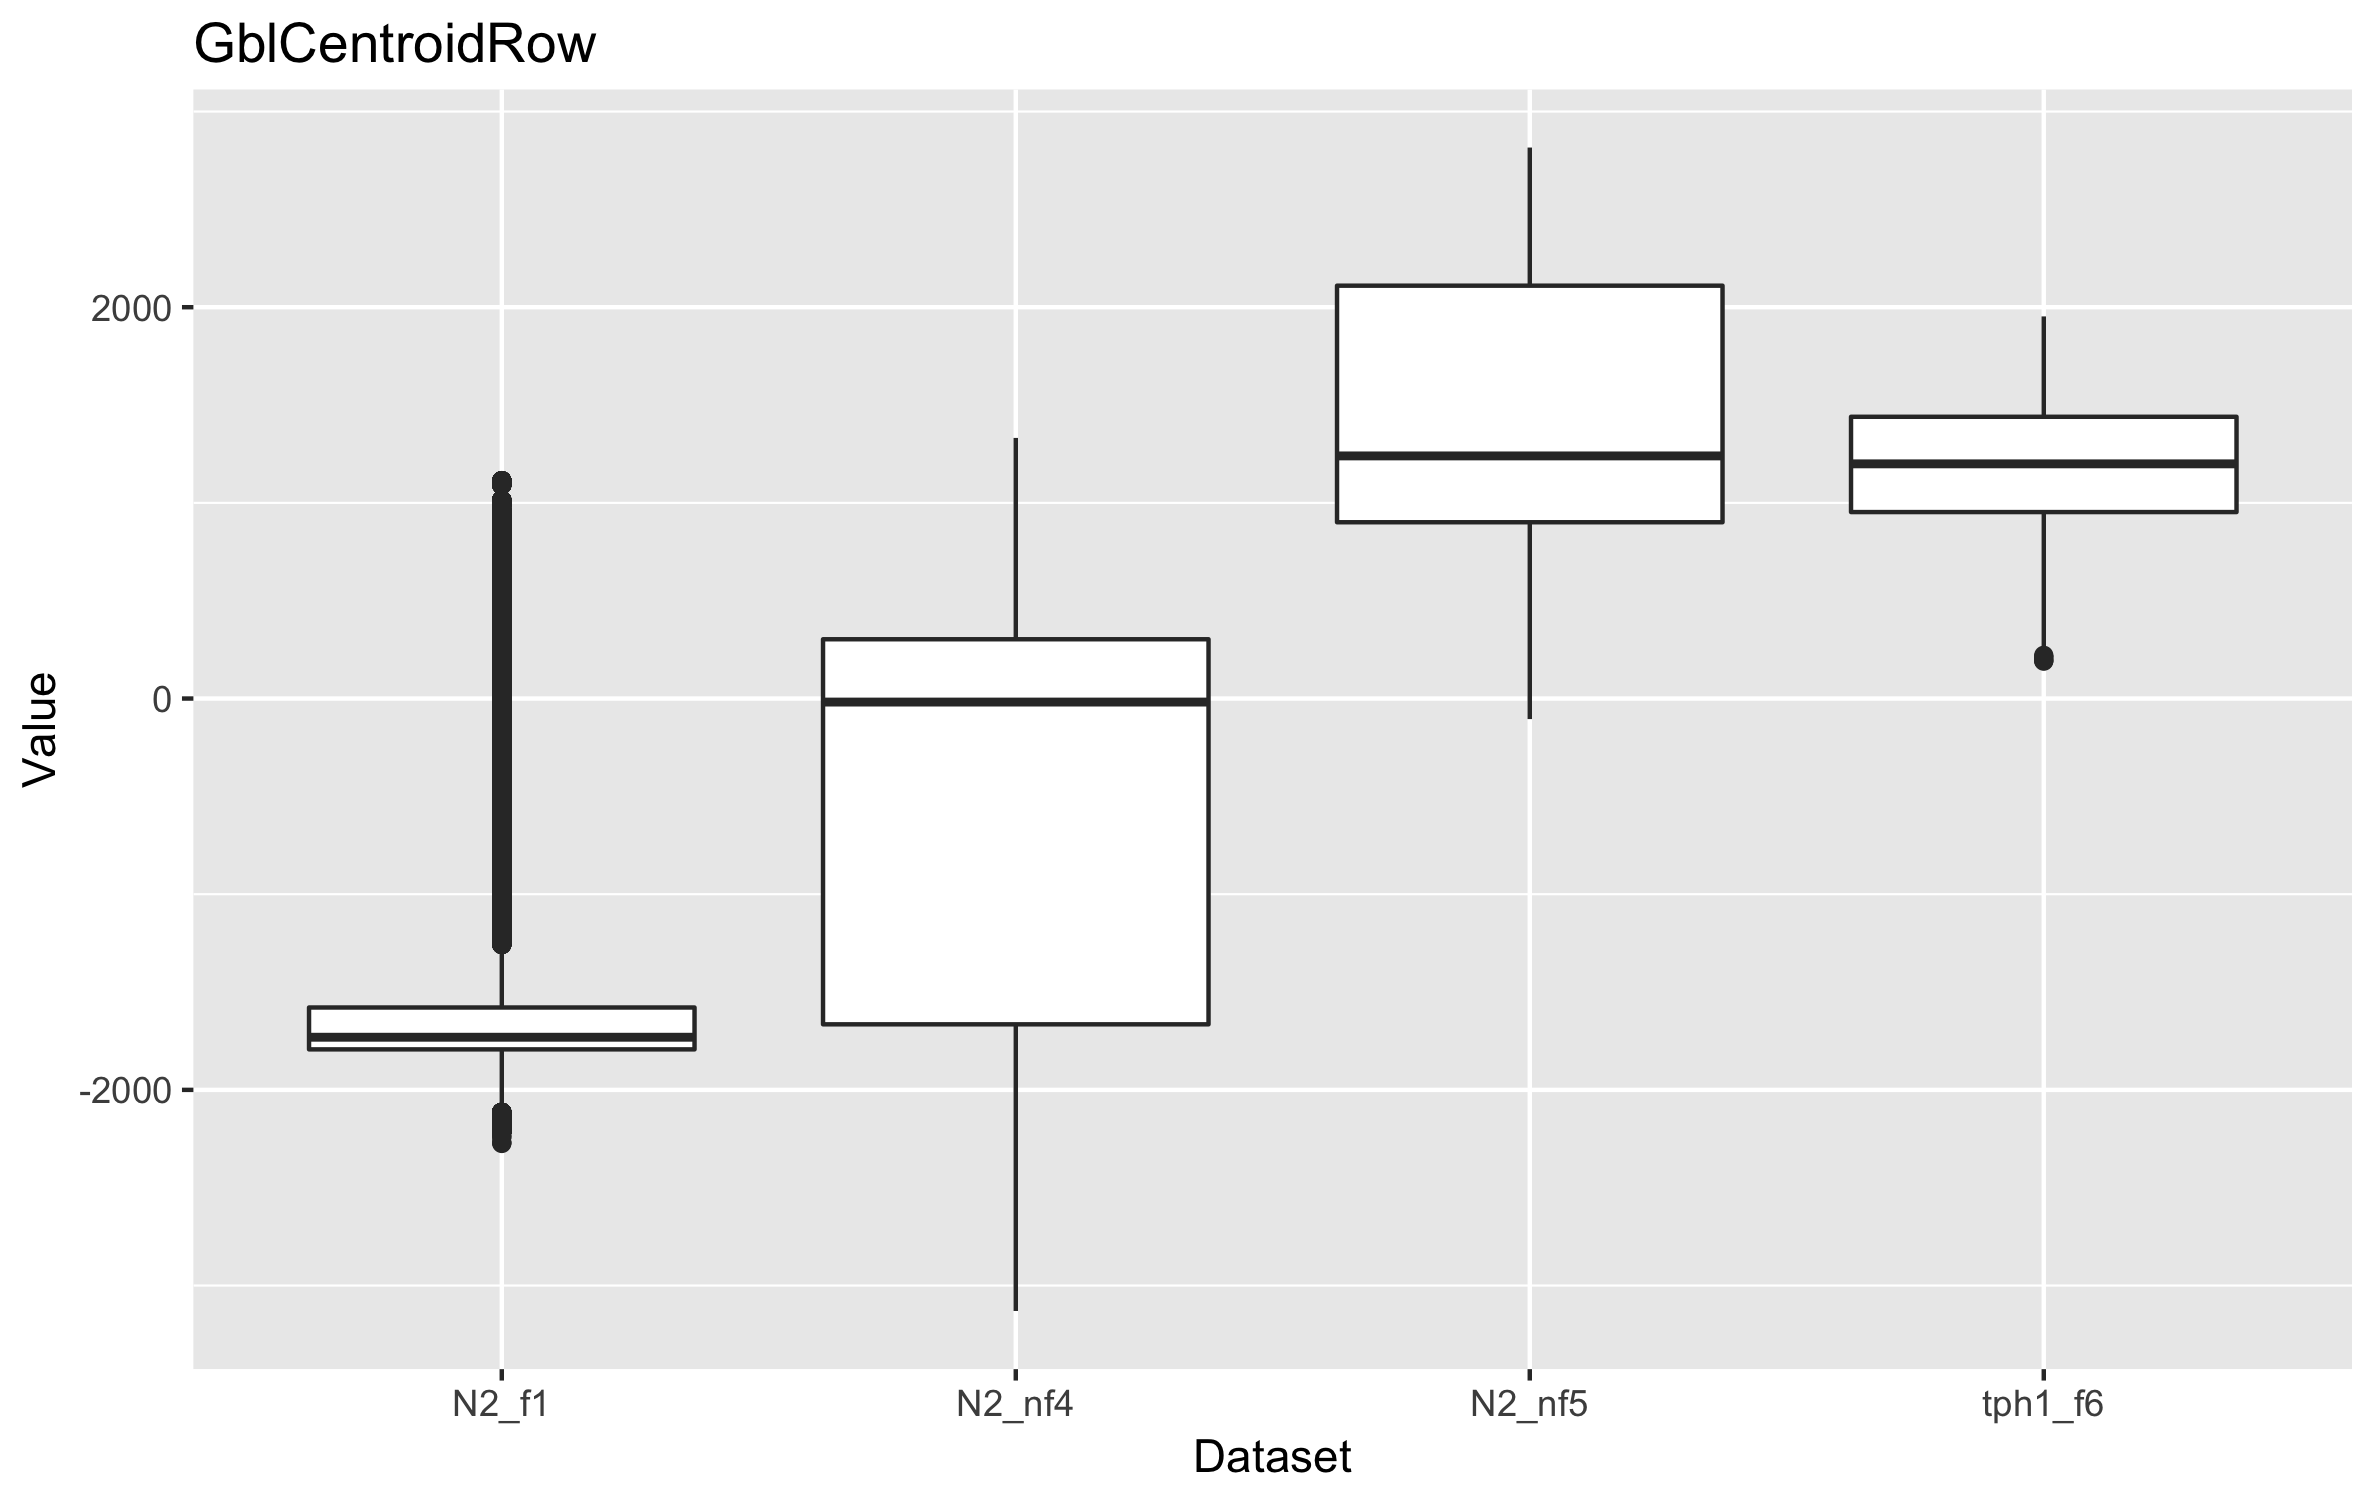 GblCentroidRow
Value
2000
0
-2000
N2_f1
N2_nf4
N2_nf5
tph1_f6
Dataset